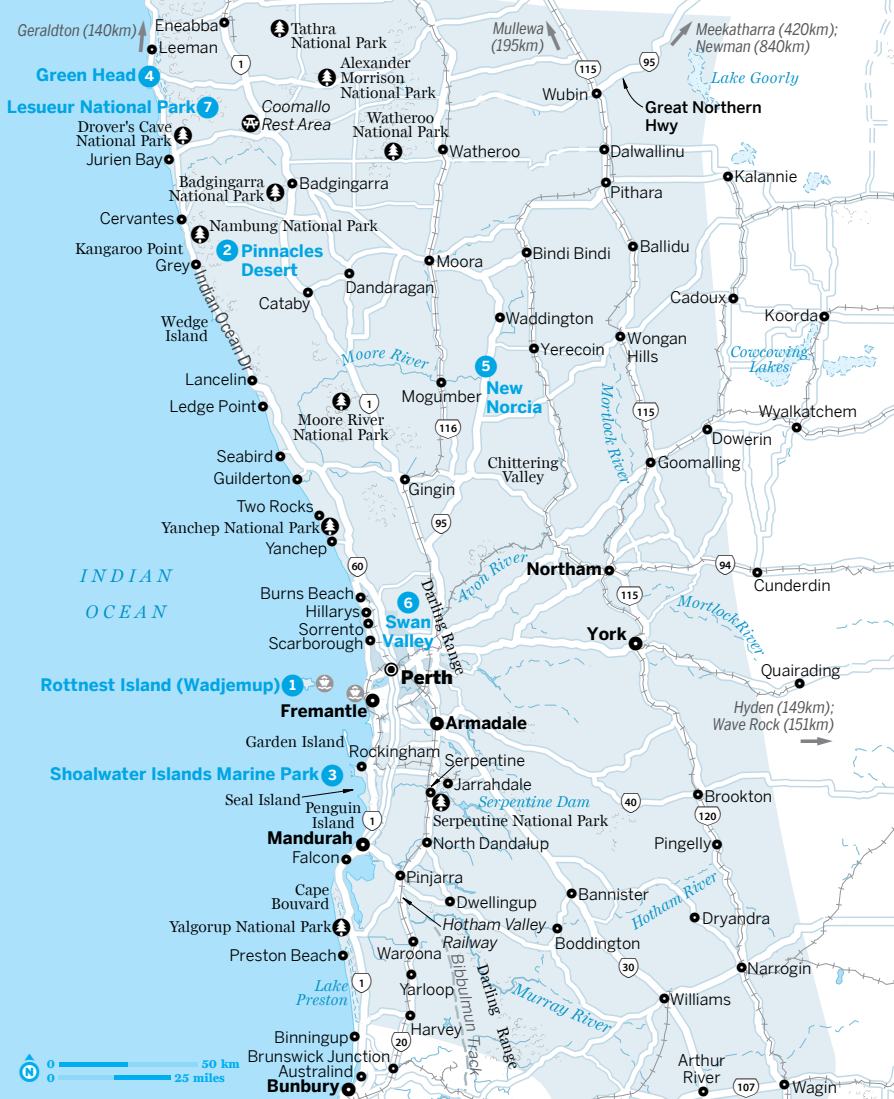 Geraldton (140km)
Eneabba
Leeman
Tathra
National Park
Mullewa
(195km)
Meekatharra (420km);
Newman (840km)
1
Green Head 4
Alexander
Morrison
National Park
115
95
Lake Goorly
Lesueur National Park 7
Coomallo
Rest Area
Wubin
Great Northern
Hwy
Drover's Cave
National Park
Watheroo
National Park
Jurien Bay
Watheroo
Dalwallinu
Badgingarra
National Park
Badgingarra
Pithara
Kalannie
Cervantes
Nambung National Park
Kangaroo Point
2 Pinnacles
Desert
Grey
Moora
Bindi Bindi
Ballidu
Indian Ocean Dr
Cataby
Dandaragan
Cadoux
Koorda
Wedge
Island
Waddington
Yerecoin
Wongan
Hills
Cowcowing
Lakes
Moore River
5
New
Norcia
Lancelin
Ledge Point
Mogumber
Mortlock River
Moore River
National Park
1
116
115
Wyalkatchem
Dowerin
Seabird
Guilderton
Chittering
Valley
Goomalling
Gingin
Two Rocks
Yanchep National Park
Yanchep
95
INDIAN
OCEAN
60
Avon River
Northam
94
Cunderdin
Burns Beach
Hillarys
Sorrento
Scarborough
6
Swan
Valley
Darling Range
115
Mortlock River
York
Quairading
Rottnest Island (Wadjemup) 1
Perth
Fremantle
Hyden (149km);
Wave Rock (151km)
Armadale
Garden Island
Rockingham
Serpentine
Shoalwater Islands Marine Park 3
Jarrahdale
Seal Island
Penguin
Island
Serpentine Dam
40
Brookton
1
Serpentine National Park
120
Mandurah
North Dandalup
Pingelly
Falcon
Pinjarra
Cape
Bouvard
Dwellingup
Bannister
Hotham River
Dryandra
Yalgorup National Park
Hotham Valley
Railway
Boddington
Preston Beach
Waroona
30
Narrogin
Lake
Preston
1
Yarloop
Bibbulmun Track
Darling Range
Murray River
Williams
Harvey
Binningup
20
Brunswick Junction
Australind
Bunbury
Arthur
River
107
Wagin
N
0 50 km
0 25 miles